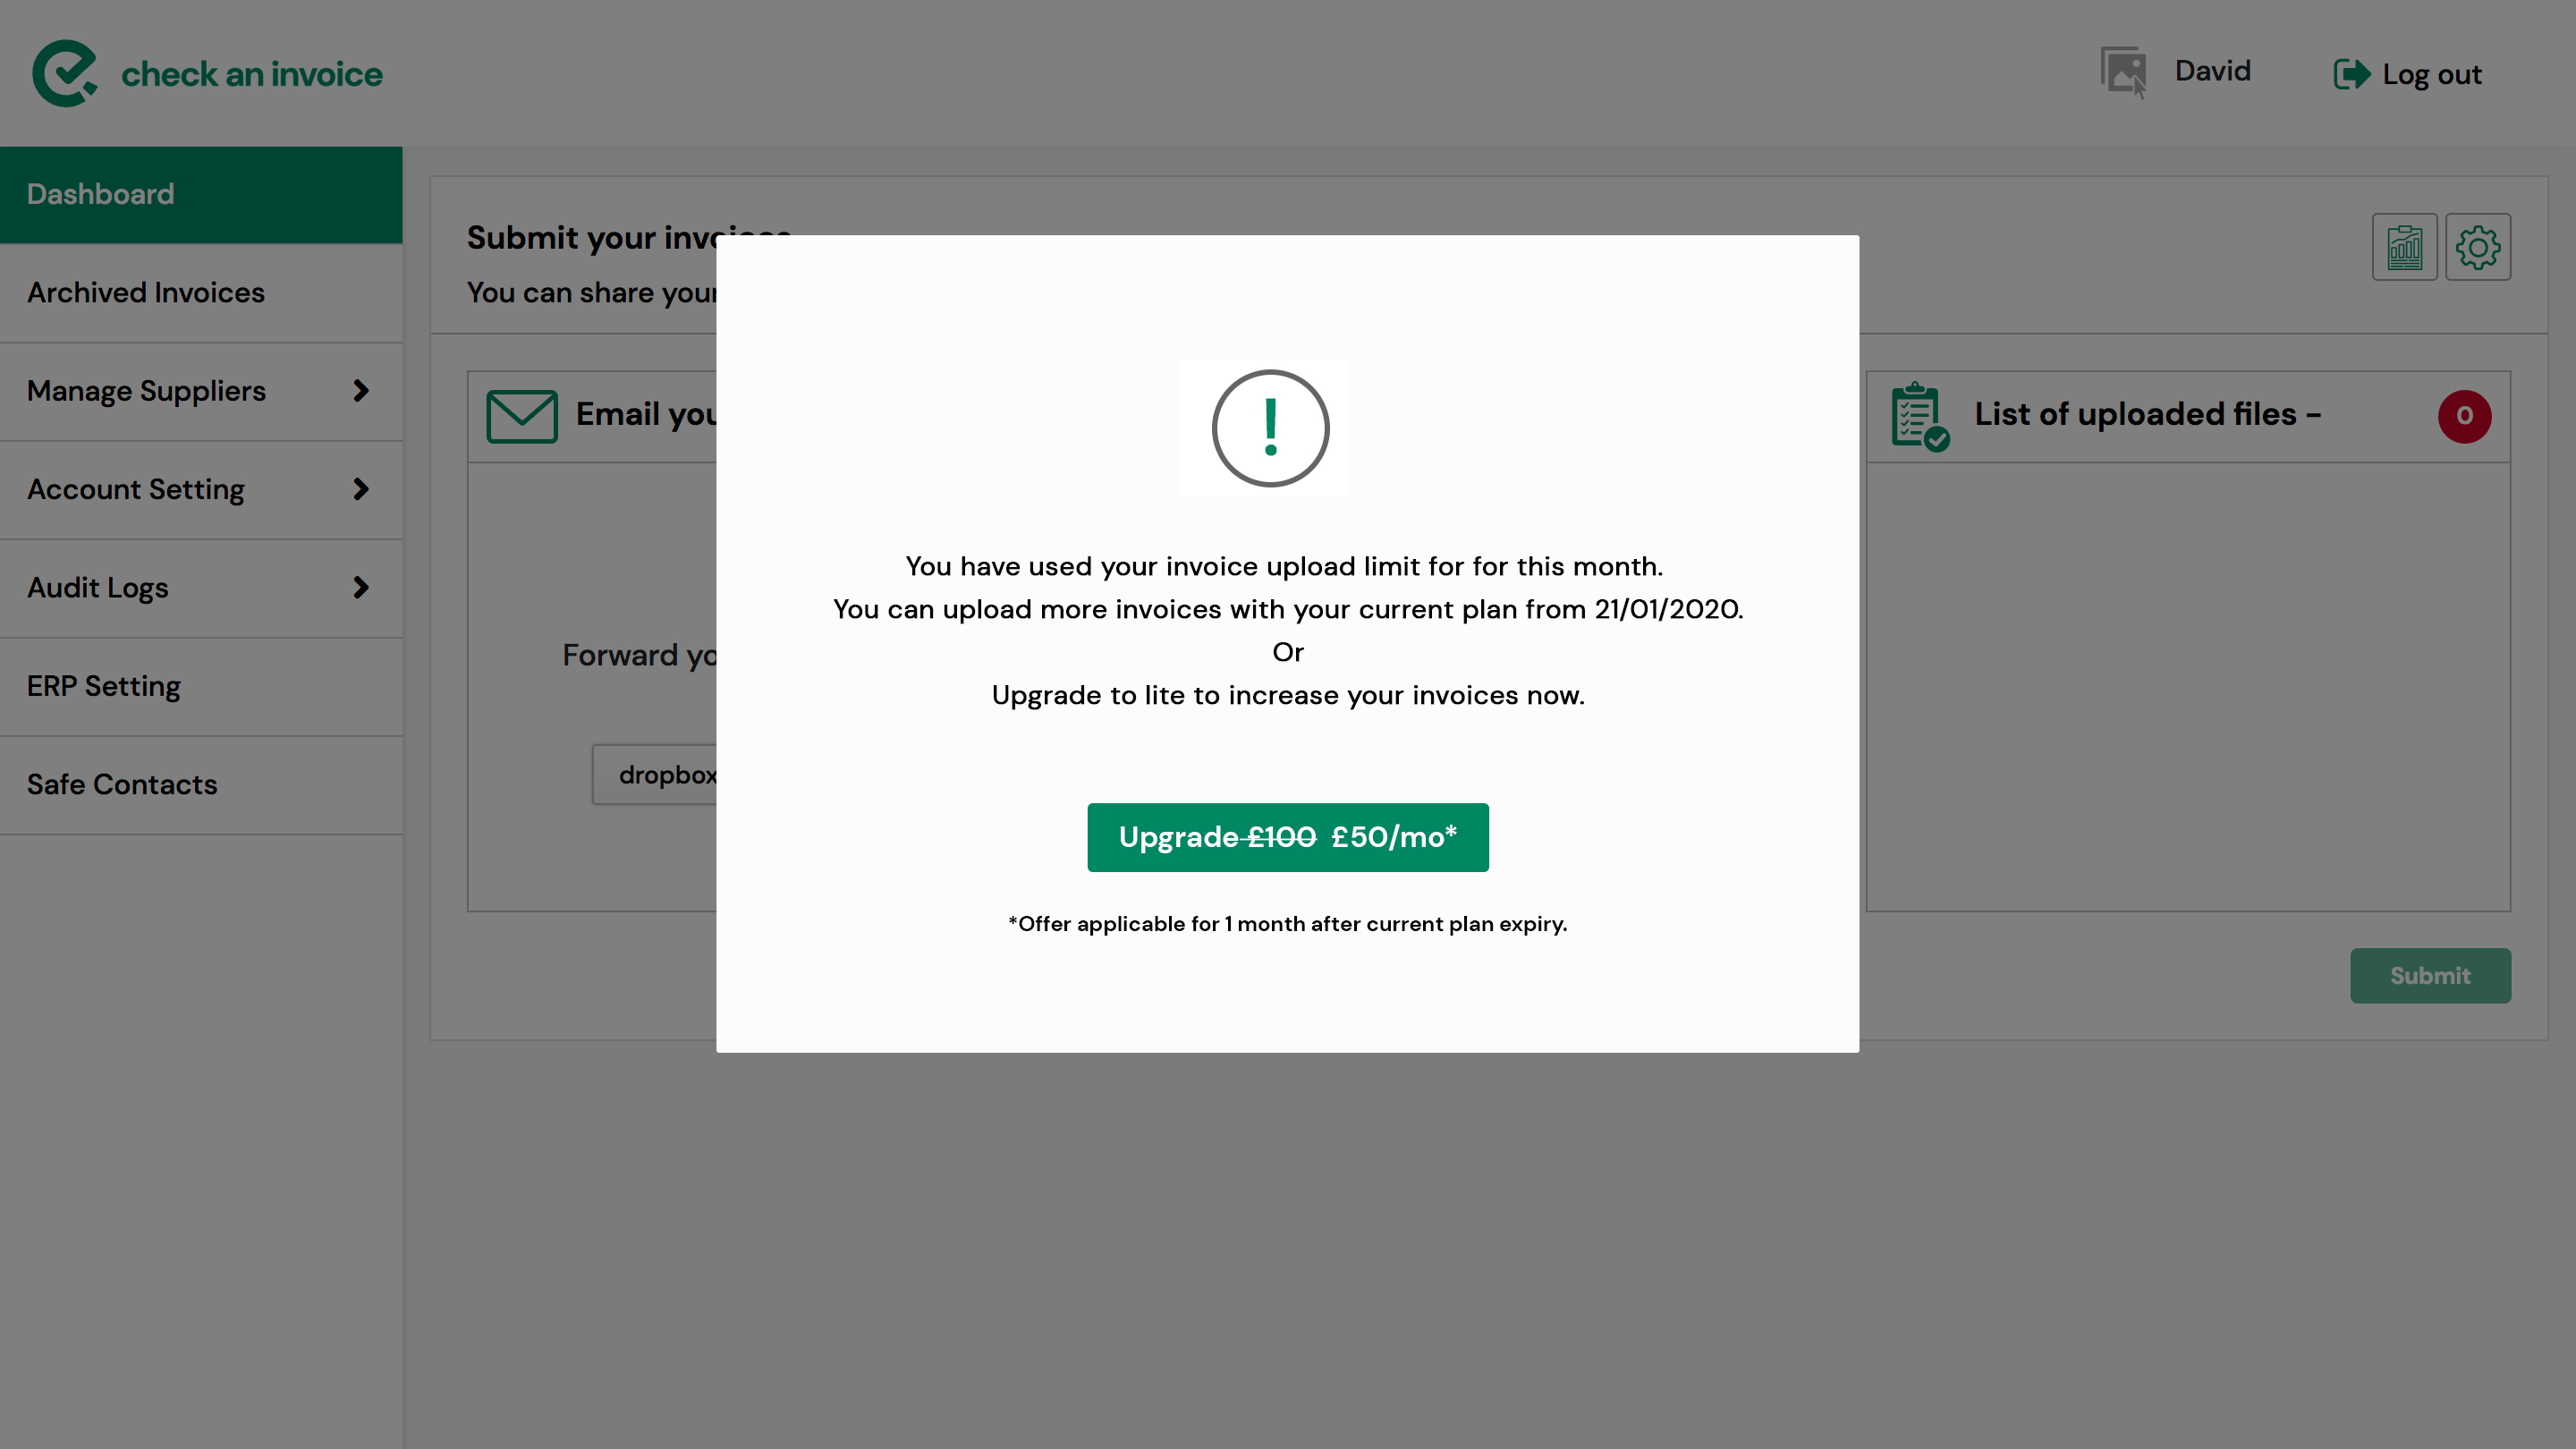 check an invoice
David
Log out
Dashboard
Archived Invoices
Manage Suppliers
Account Setting
Audit Logs
ERP Setting
Safe Contacts
Submit your invoices
You can share your
Email you
Forward yo
dropbox
List of uploaded files -
0
Submit
!
You have used your invoice upload limit for for this month.
You can upload more invoices with your current plan from 21/01/2020.
Or
Upgrade to lite to increase your invoices now.
Upgrade £100 £50/mo*
*Offer applicable for 1 month after current plan expiry.